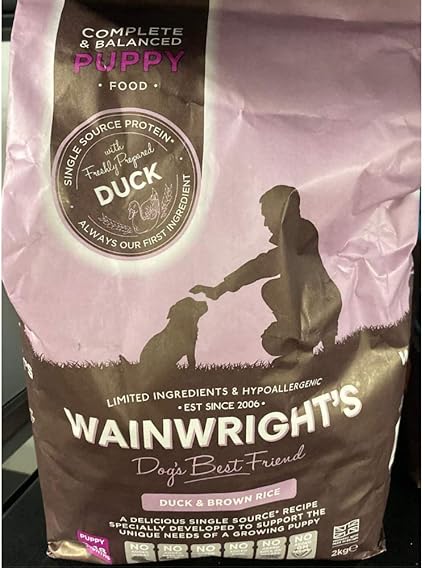 COMPLETE
& BALANCED
PUPPY
• FOOD •
SINGLE SOURCE PROTEIN*
with
Freshly Prepared
DUCK
ALWAYS OUR FIRST INGREDIENT
LIMITED INGREDIENTS & HYPOALLERGENIC
• EST SINCE 2006 •
WAINWRIGHT'S
Dog's Best Friend
DUCK & BROWN RICE
A DELICIOUS SINGLE SOURCE* RECIPE
SPECIALLY DEVELOPED TO SUPPORT THE
UNIQUE NEEDS OF A GROWING PUPPY
PUPPY
NO NO NO NO NO NO
2kg e